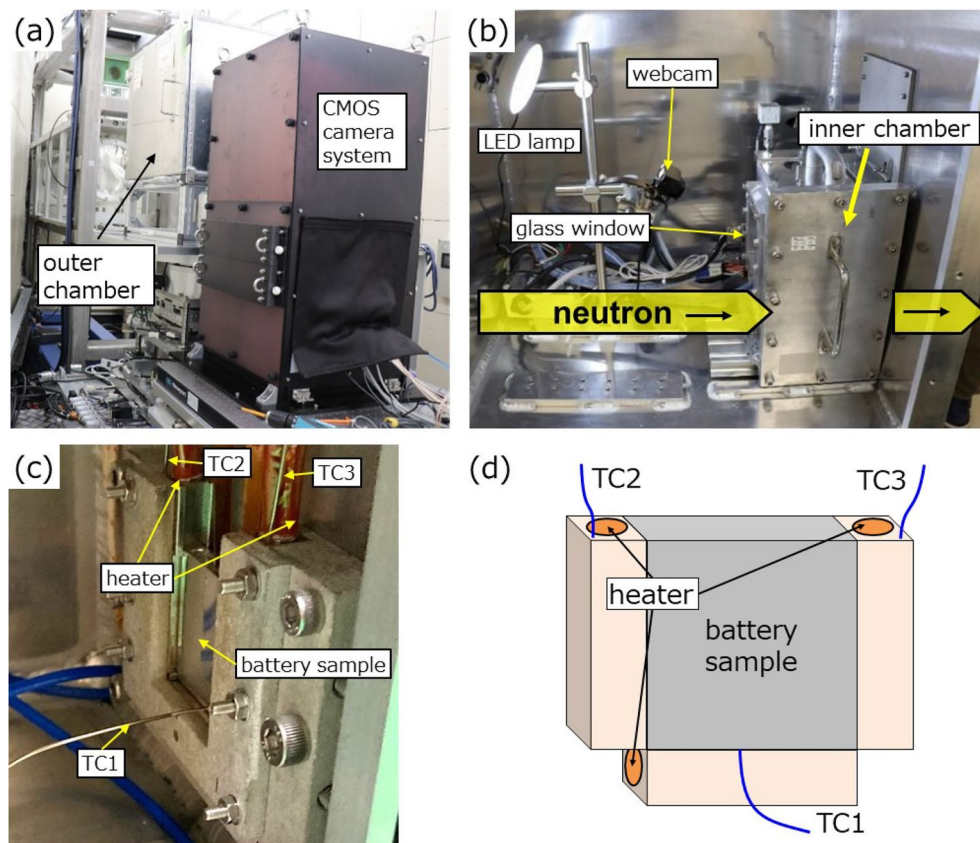 (a)
CMOS
camera
system
outer
chamber
(b)
webcam
LED lamp
inner chamber
glass window
neutron
(c)
TC2
TC3
heater
battery sample
TC1
(d)
TC2
TC3
heater
battery
sample
TC1